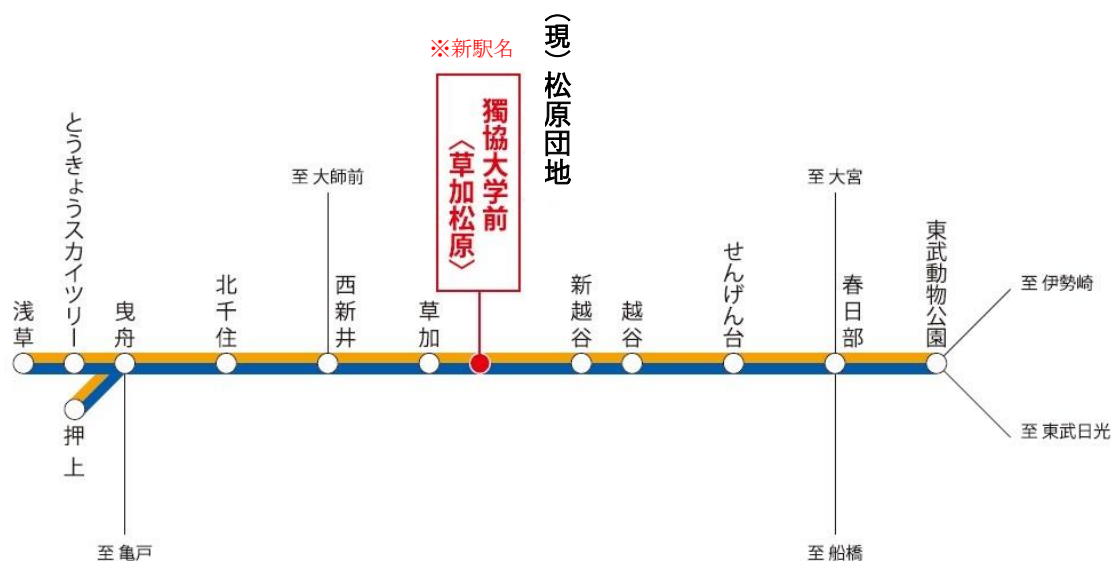 ※新駅名
(現)松原団地
獨協大学前
〈草加松原〉
至 大師前
至 大宮
浅草
とうきょうスカイツリー
曳舟
北千住
西新井
草加
新越谷
越谷
せんげん台
春日部
東武動物公園
至 伊勢崎
至 東武日光
押上
至 亀戸
至 船橋